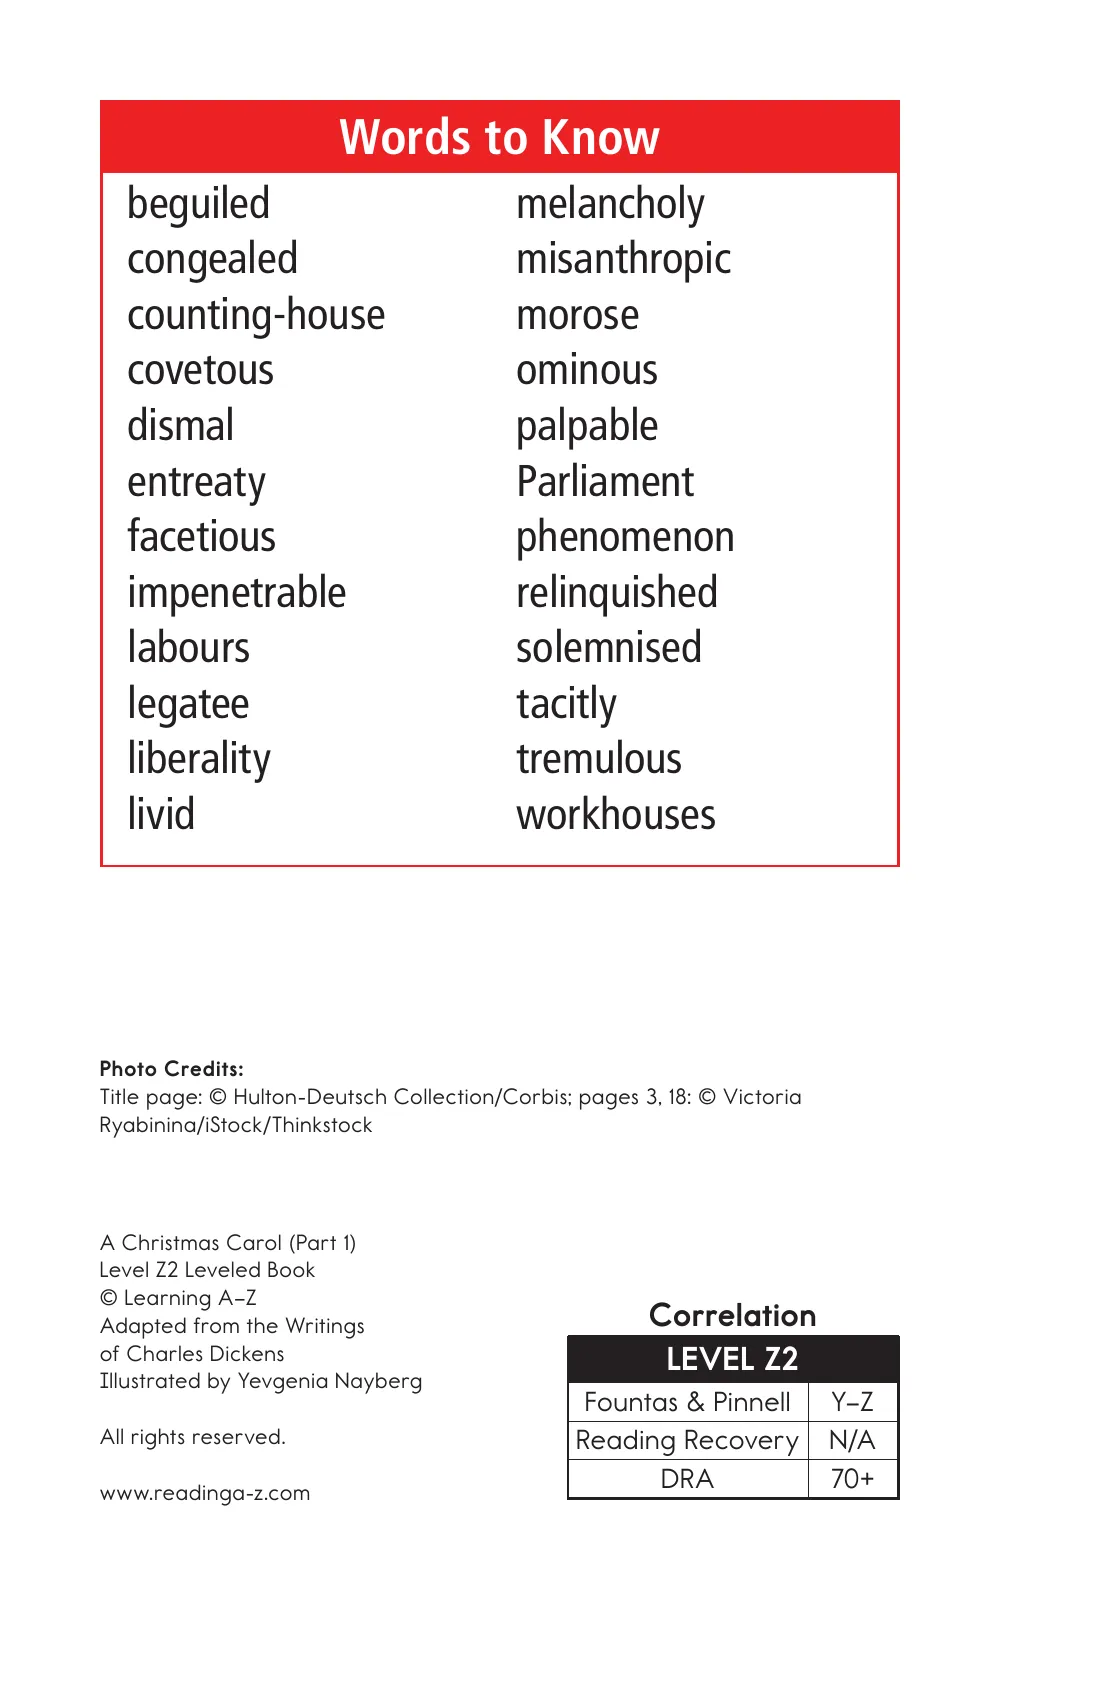 Words to Know
beguiled
congealed
counting-house
covetous
dismal
entreaty
facetious
impenetrable
labours
legatee
liberality
livid
melancholy
misanthropic
morose
ominous
palpable
Parliament
phenomenon
relinquished
solemnised
tacitly
tremulous
workhouses
Photo Credits:
Title page: © Hulton-Deutsch Collection/Corbis; pages 3, 18: © Victoria
Ryabinina/iStock/Thinkstock
A Christmas Carol (Part 1)
Level Z2 Leveled Book
© Learning A–Z
Adapted from the Writings
of Charles Dickens
Illustrated by Yevgenia Nayberg
All rights reserved.
www.readinga-z.com
Correlation
LEVEL Z2
Fountas & Pinnell Y–Z
Reading Recovery N/A
DRA 70+